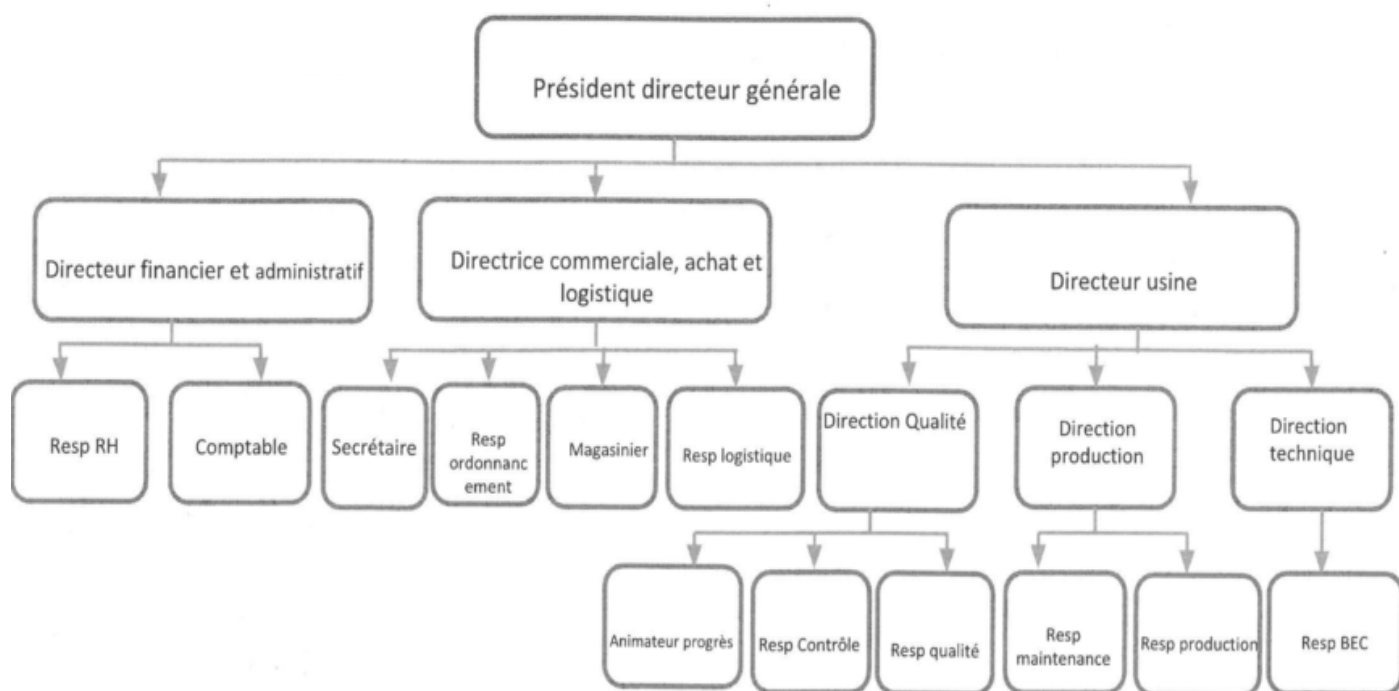 Président directeur générale
Directeur financier et administratif
Directrice commerciale, achat et
logistique
Directeur usine
Resp RH
Comptable
Secrétaire
Resp
ordonnanc
ement
Magasinier
Resp logistique
Direction Qualité
Direction
production
Direction
technique
Animateur progrès
Resp Contrôle
Resp qualité
Resp
maintenance
Resp production
Resp BEC